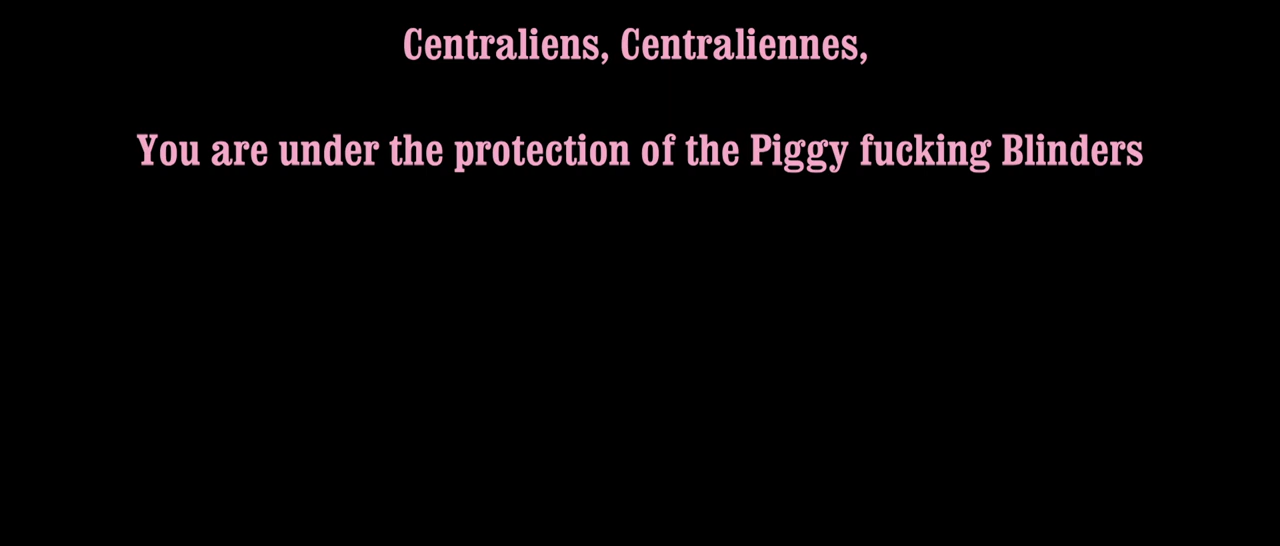 Centraliens, Centraliennes,
You are under the protection of the Piggy fucking Blinders